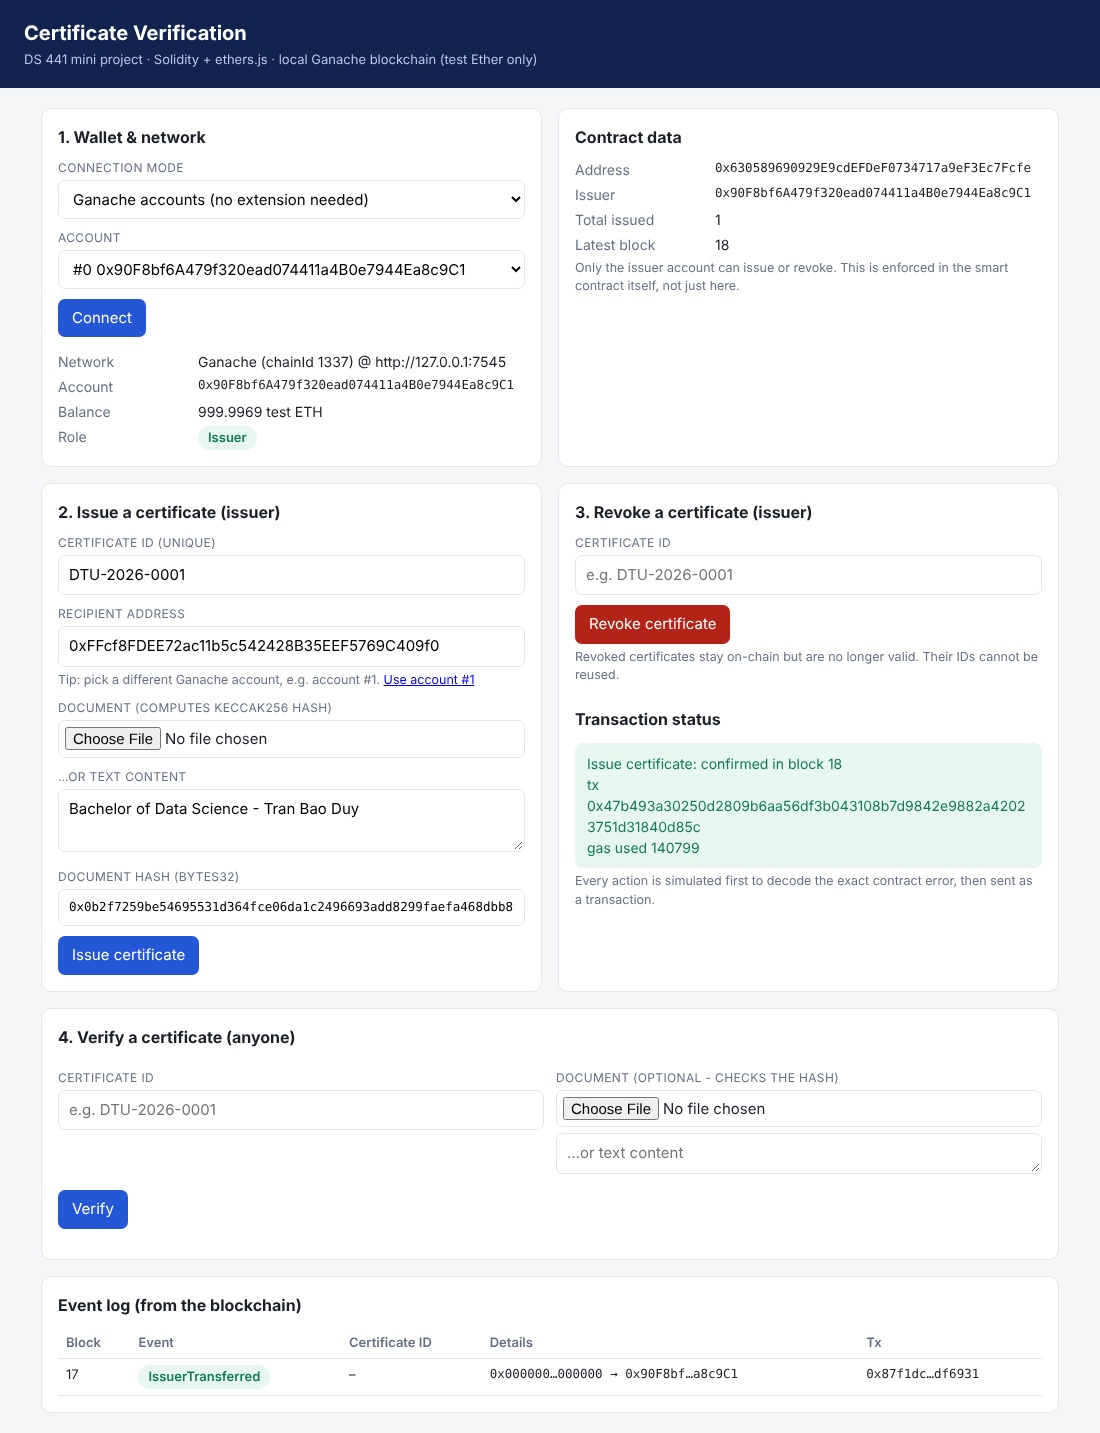 Certificate Verification
DS 441 mini project · Solidity + ethers.js · local Ganache blockchain (test Ether only)
1. Wallet & network
CONNECTION MODE
Ganache accounts (no extension needed)
ACCOUNT
#0 0x90F8bf6A479f320ead074411a4B0e7944Ea8c9C1
Connect
Network Ganache (chainId 1337) @ http://127.0.0.1:7545
Account 0x90F8bf6A479f320ead074411a4B0e7944Ea8c9C1
Balance 999.9969 test ETH
Role Issuer
Contract data
Address 0x630589690929E9cdEFDeF0734717a9eF3Ec7Fcfe
Issuer 0x90F8bf6A479f320ead074411a4B0e7944Ea8c9C1
Total issued 1
Latest block 18
Only the issuer account can issue or revoke. This is enforced in the smart
contract itself, not just here.
2. Issue a certificate (issuer)
CERTIFICATE ID (UNIQUE)
DTU-2026-0001
RECIPIENT ADDRESS
0xFFcf8FDEE72ac11b5c542428B35EEF5769C409f0
Tip: pick a different Ganache account, e.g. account #1. Use account #1
DOCUMENT (COMPUTES KECCAK256 HASH)
Choose File No file chosen
...OR TEXT CONTENT
Bachelor of Data Science - Tran Bao Duy
DOCUMENT HASH (BYTES32)
0x0b2f7259be54695531d364fce06da1c2496693add8299faefa468dbb8
Issue certificate
3. Revoke a certificate (issuer)
CERTIFICATE ID
e.g. DTU-2026-0001
Revoke certificate
Revoked certificates stay on-chain but are no longer valid. Their IDs cannot be
reused.
Transaction status
Issue certificate: confirmed in block 18
tx
0x47b493a30250d2809b6aa56df3b043108b7d9842e9882a4202
3751d31840d85c
gas used 140799
Every action is simulated first to decode the exact contract error, then sent as
a transaction.
4. Verify a certificate (anyone)
CERTIFICATE ID
e.g. DTU-2026-0001
DOCUMENT (OPTIONAL - CHECKS THE HASH)
Choose File No file chosen
...or text content
Verify
Event log (from the blockchain)
Block Event Certificate ID Details Tx
17 IssuerTransferred – 0x000000…000000 → 0x90F8bf…a8c9C1 0x87f1dc…df6931